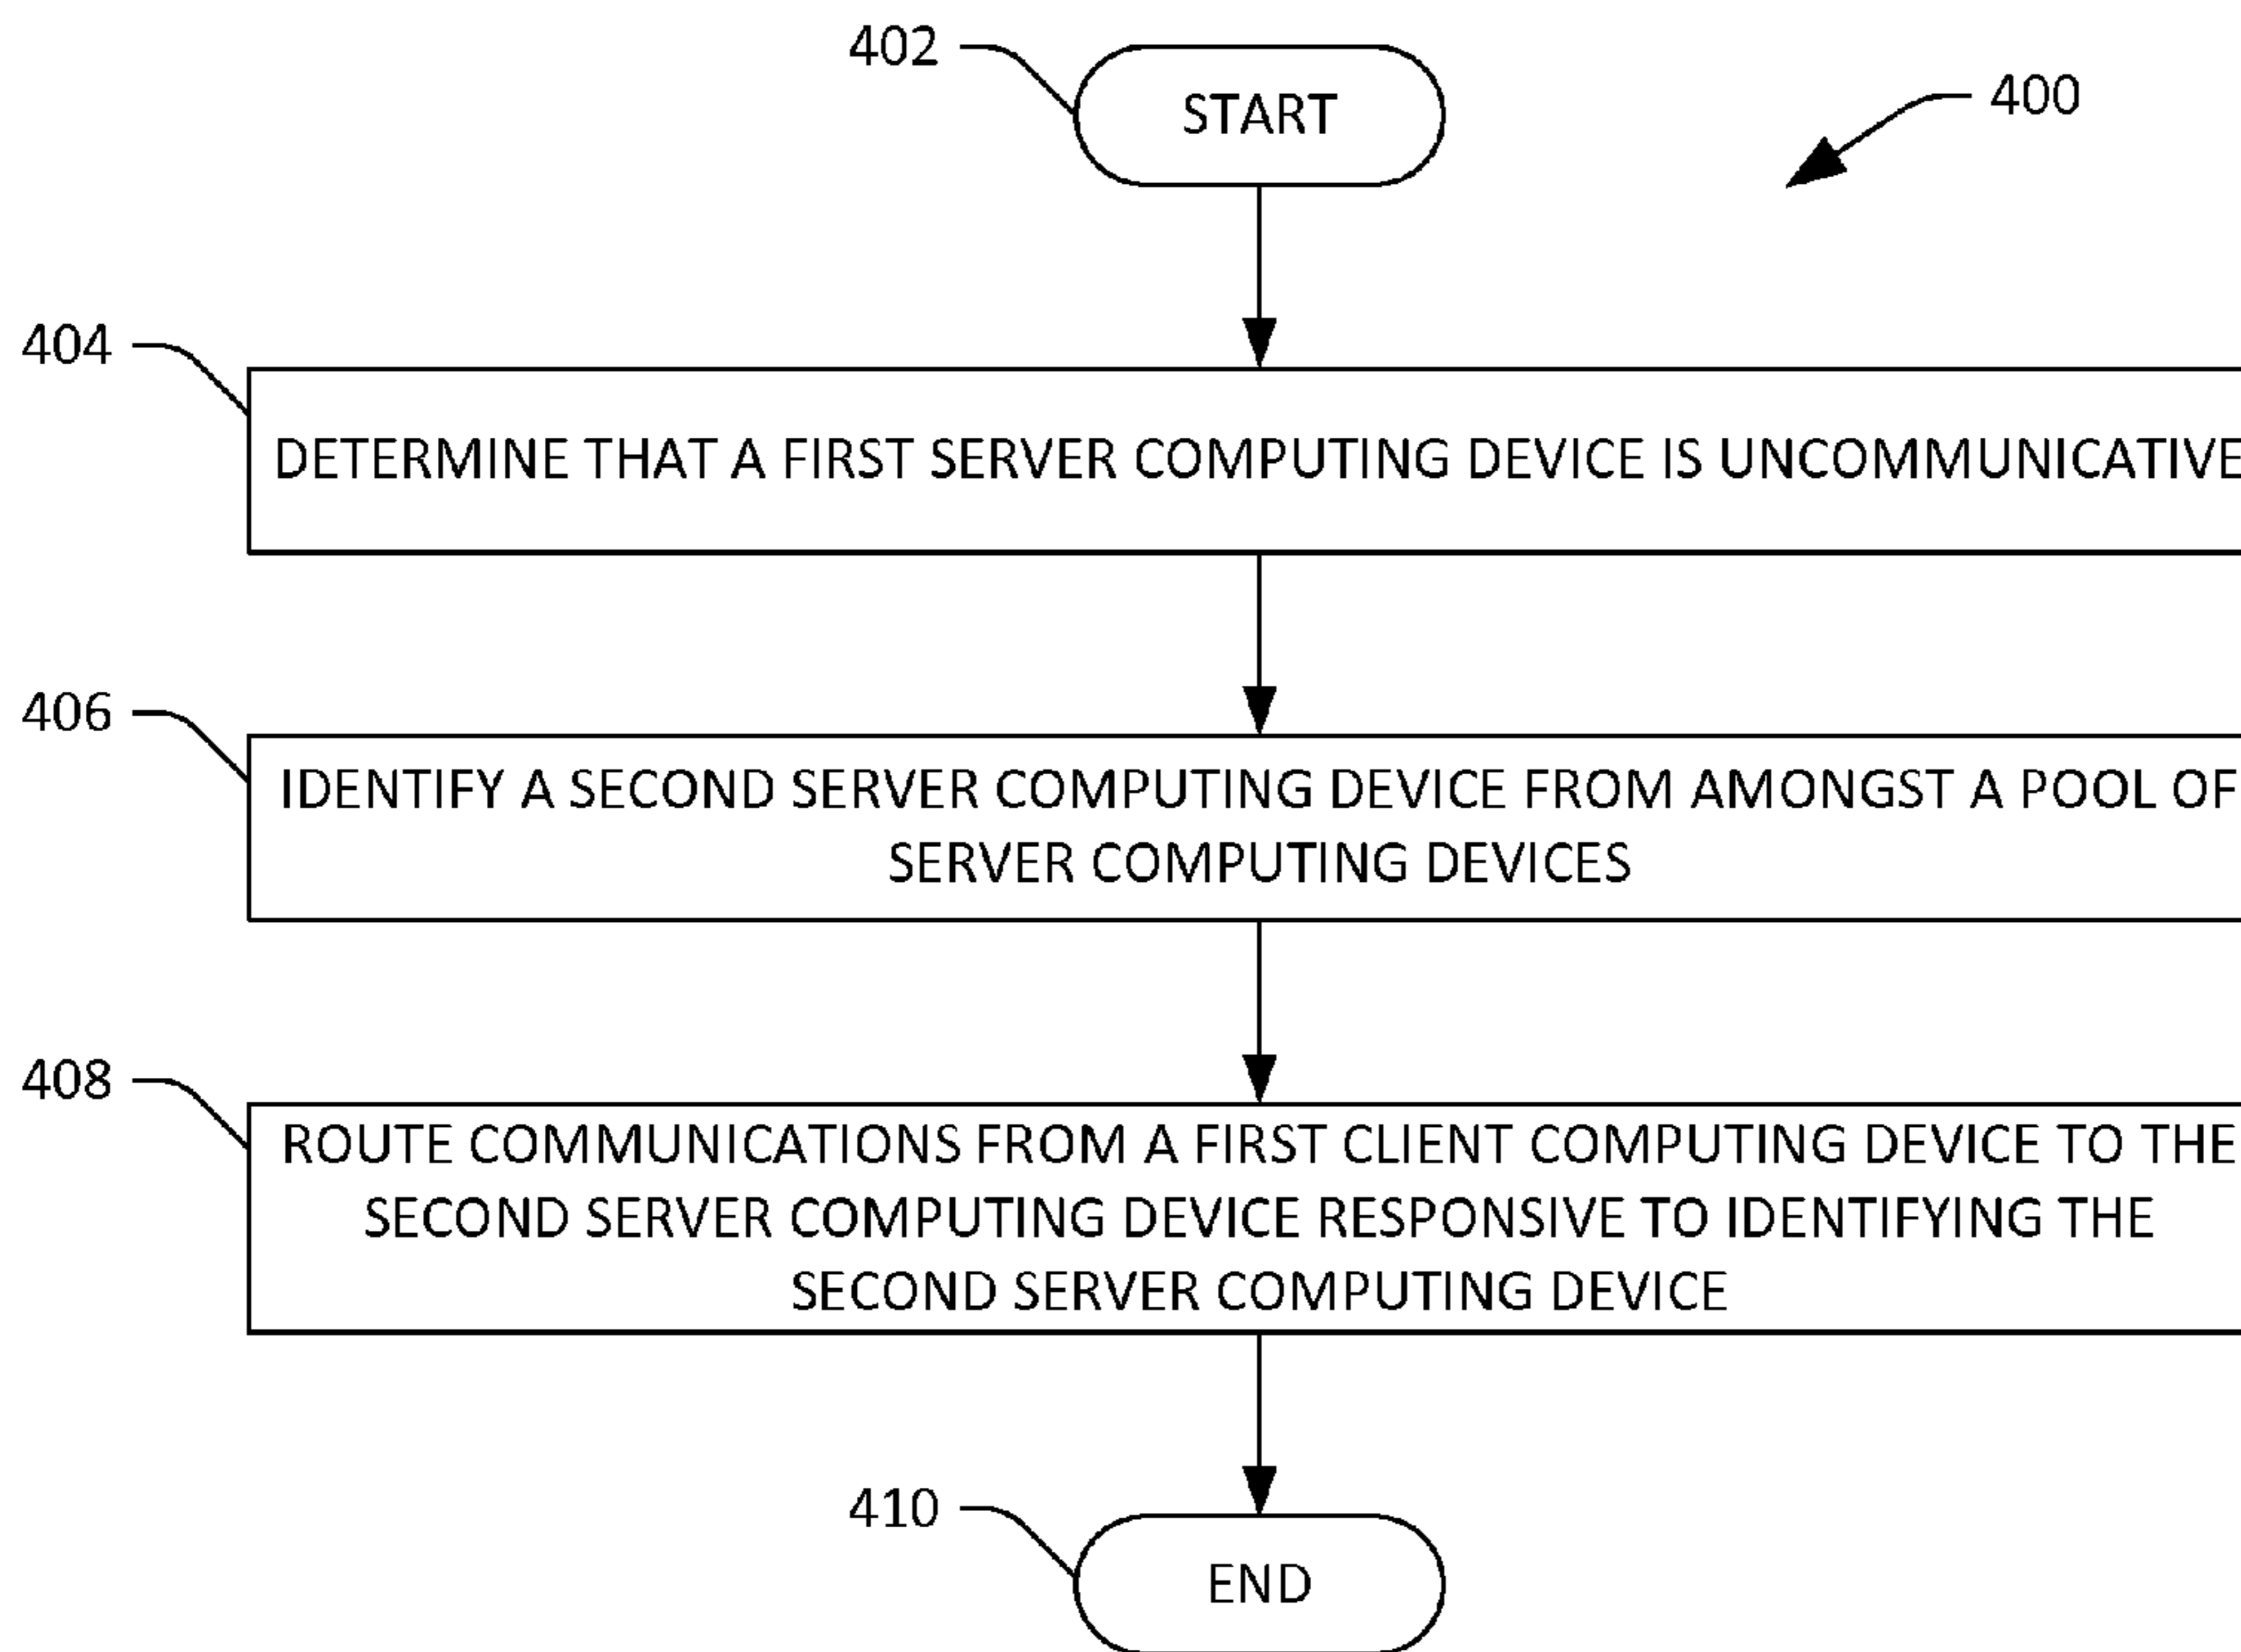 402
START
400
404
DETERMINE THAT A FIRST SERVER COMPUTING DEVICE IS UNCOMMUNICATIVE
406
IDENTIFY A SECOND SERVER COMPUTING DEVICE FROM AMONGST A POOL OF
SERVER COMPUTING DEVICES
408
ROUTE COMMUNICATIONS FROM A FIRST CLIENT COMPUTING DEVICE TO THE
SECOND SERVER COMPUTING DEVICE RESPONSIVE TO IDENTIFYING THE
SECOND SERVER COMPUTING DEVICE
410
END